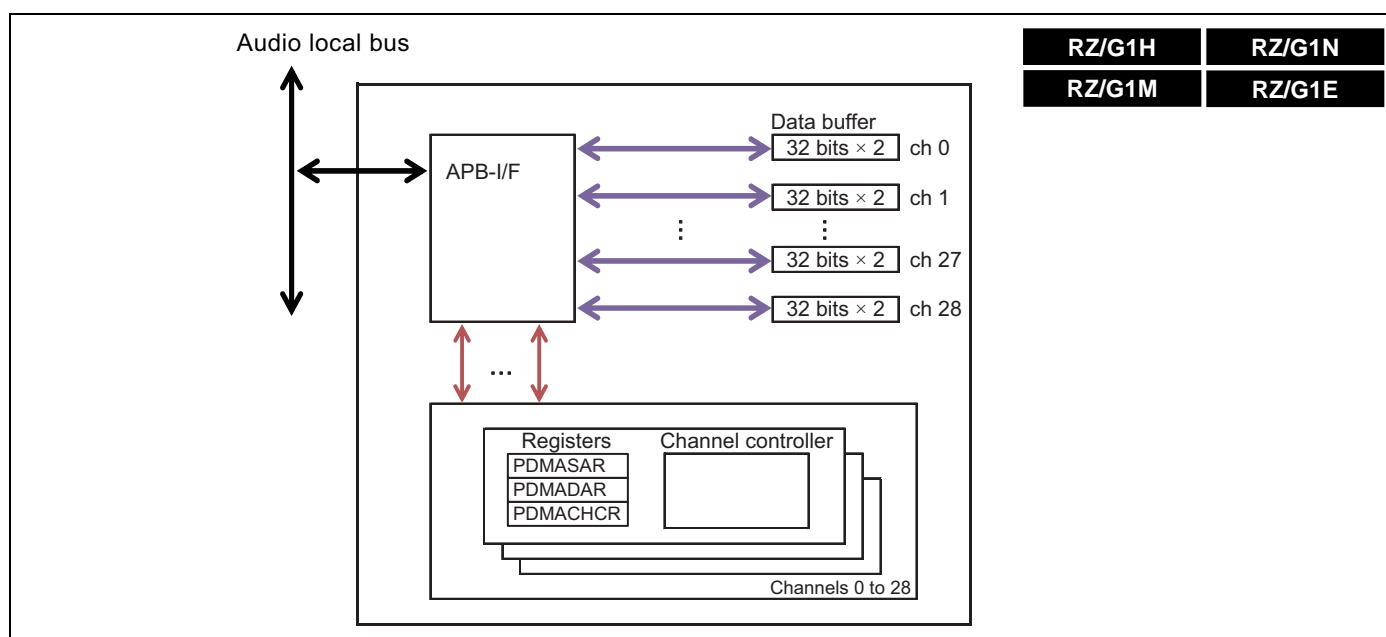 Audio local bus
RZ/G1H RZ/G1N
RZ/G1M RZ/G1E
Data buffer
32 bits × 2 ch 0
APB-I/F
32 bits × 2 ch 1
⋮ ⋮
32 bits × 2 ch 27
32 bits × 2 ch 28
...
Registers Channel controller
PDMASAR
PDMADAR
PDMACHCR
Channels 0 to 28